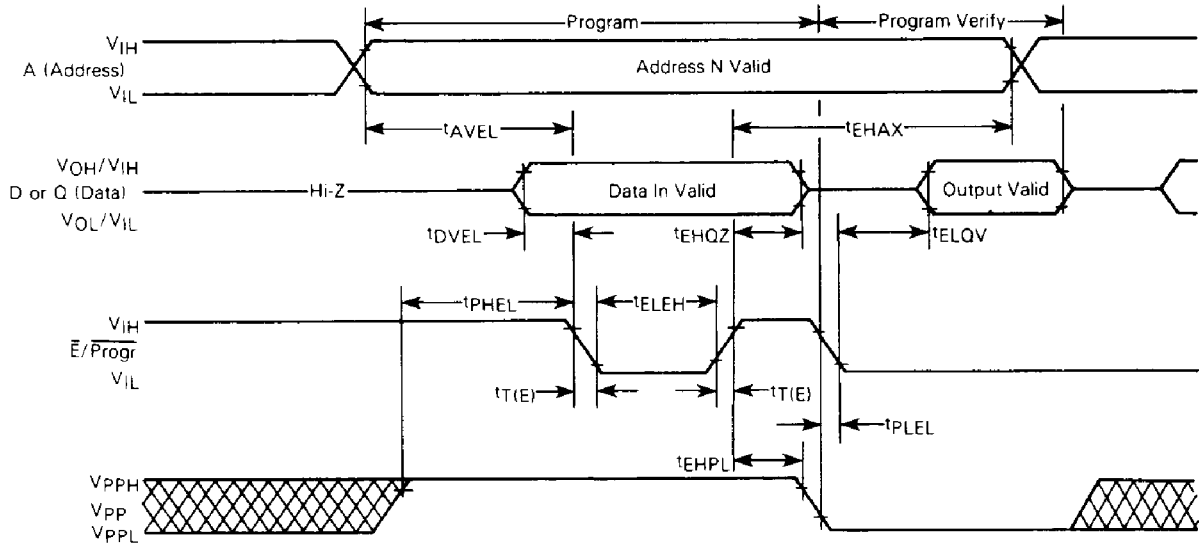 Program
Program Verify
VIH
A (Address)
VIL
Address N Valid
tAVEL
tEHAX
VOH/VIH
D or Q (Data)
VOL/VIL
Hi-Z
Data In Valid
Output Valid
tDVEL
tEHQZ
tELQV
tPHEL
tELEH
VIH
E̅/P̅r̅o̅g̅r̅
VIL
tT(E)
tT(E)
tPLEL
tEHPL
VPPH
VPP
VPPL